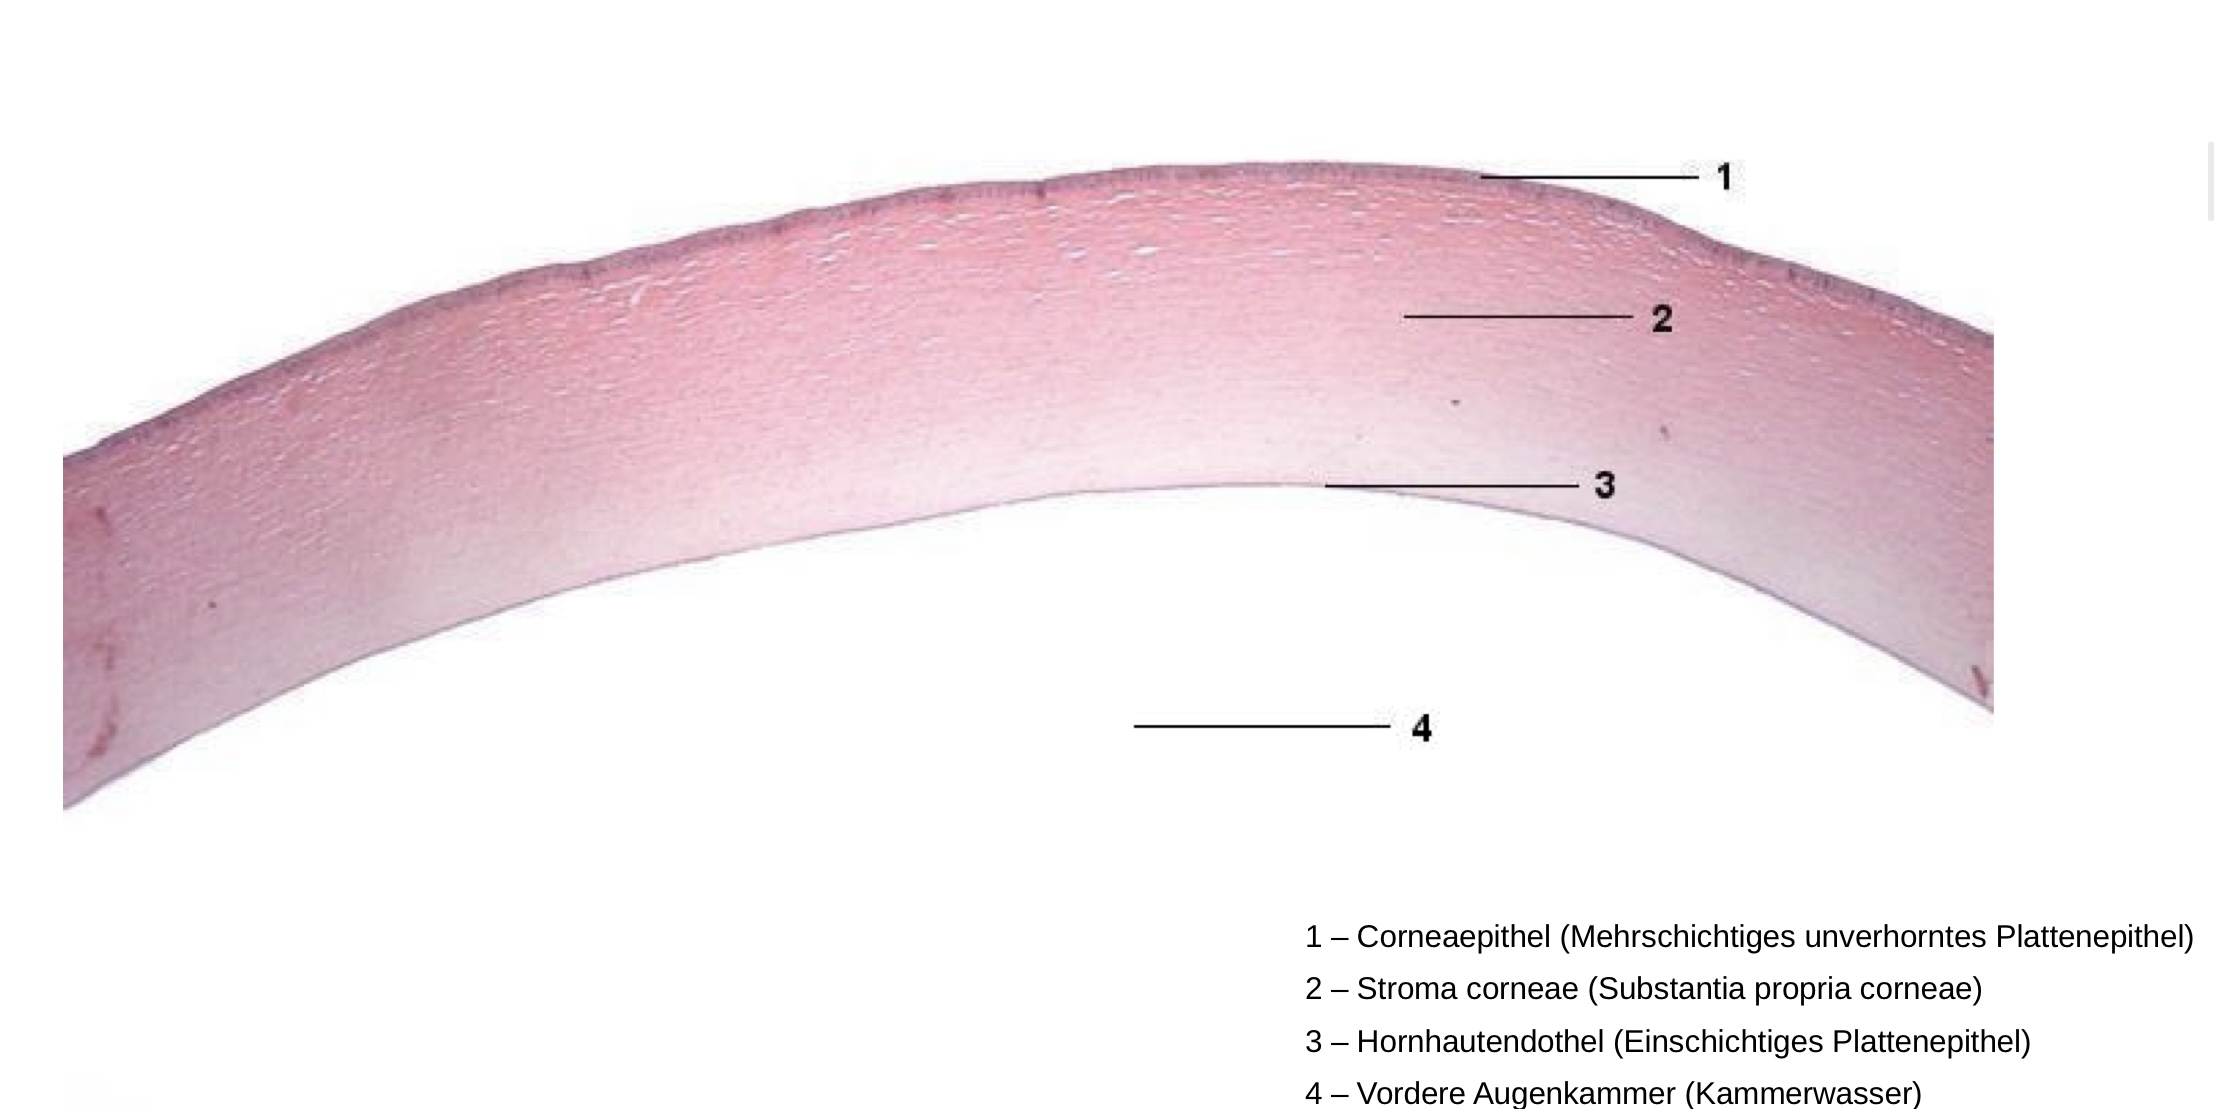 1
2
3
4
1 – Corneaepithel (Mehrschichtiges unverhorntes Plattenepithel)
2 – Stroma corneae (Substantia propria corneae)
3 – Hornhautendothel (Einschichtiges Plattenepithel)
4 – Vordere Augenkammer (Kammerwasser)